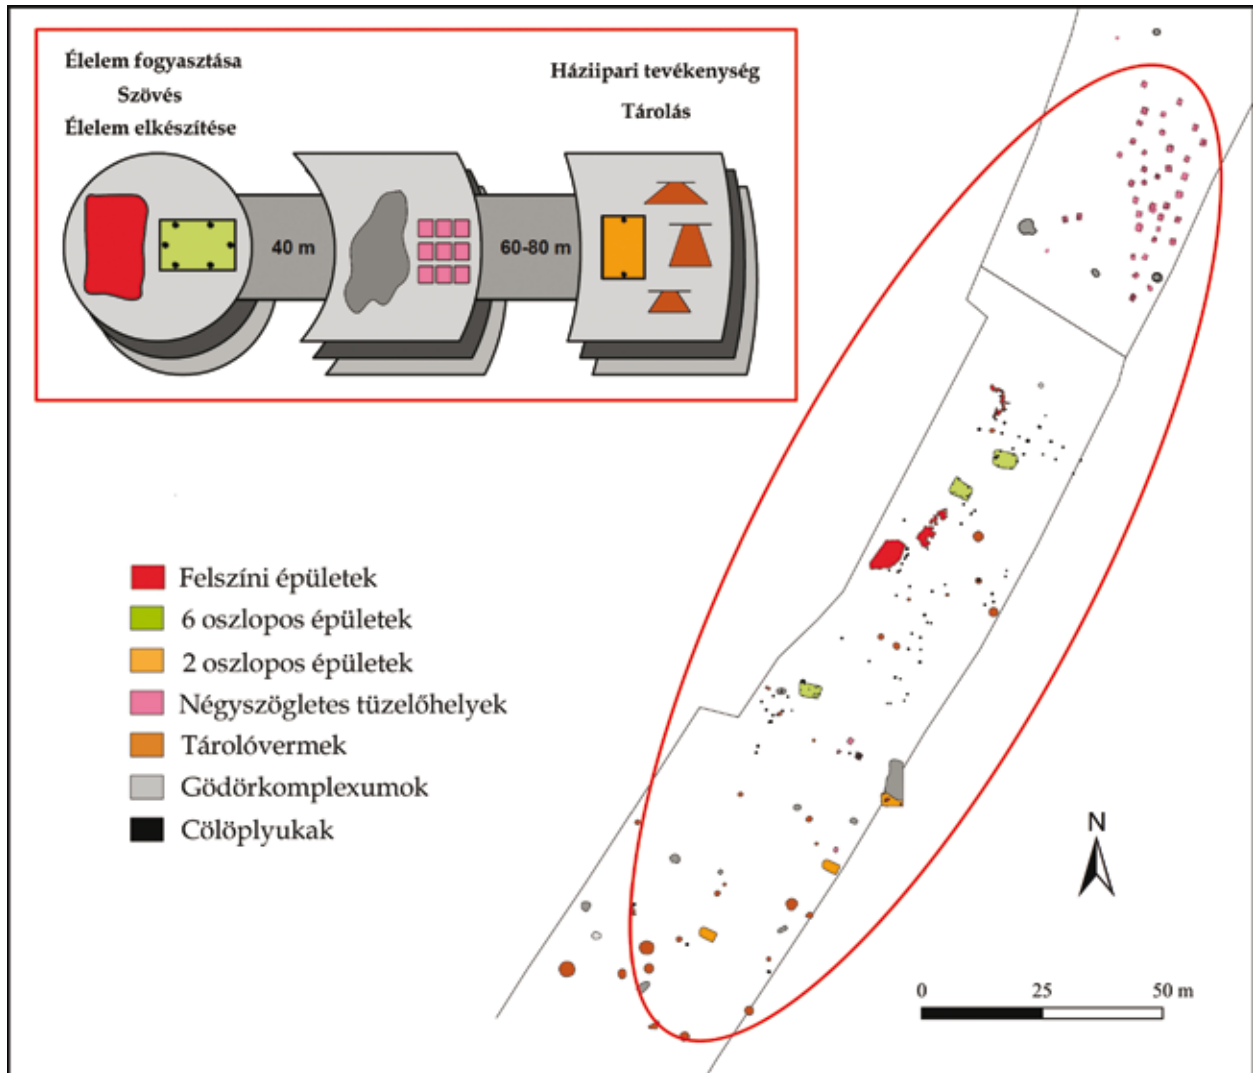 Élelem fogyasztása
Szövés
Élelem elkészítése
Háziipari tevékenység
Tárolás
40 m
60-80 m
Felszíni épületek
6 oszlopos épületek
2 oszlopos épületek
Négyszögletes tüzelőhelyek
Tárolóvermek
Gödörkomplexumok
Cölöplyukak
N
0 25 50 m